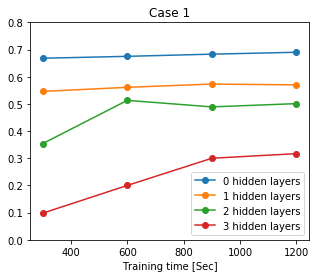 Case 1
0.8
0.7
0.6
0.5
0.4
0.3
0.2
0.1
0.0
0 hidden layers
1 hidden layers
2 hidden layers
3 hidden layers
400 600 800 1000 1200
Training time [Sec]